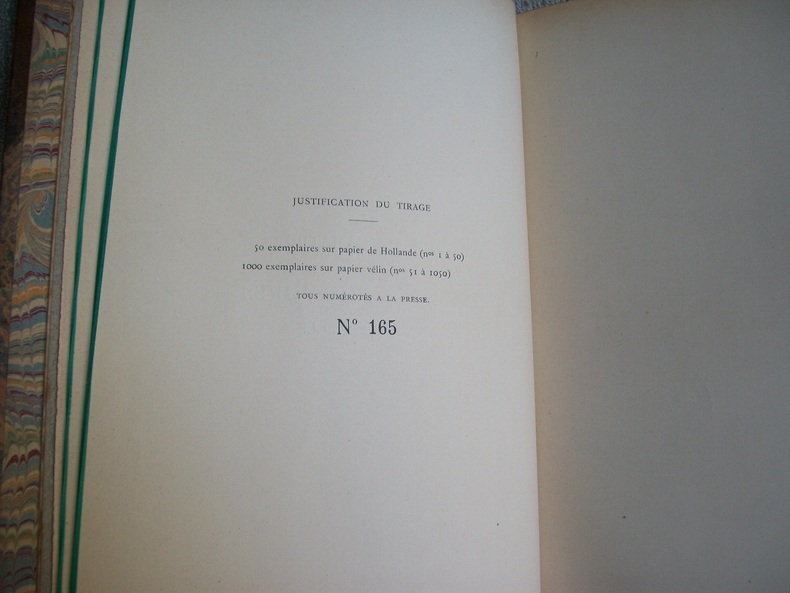 JUSTIFICATION DU TIRAGE
50 exemplaires sur papier de Hollande (nos 1 à 50)
1000 exemplaires sur papier vélin (nos 51 à 1050)
TOUS NUMÉROTÉS A LA PRESSE.
No 165